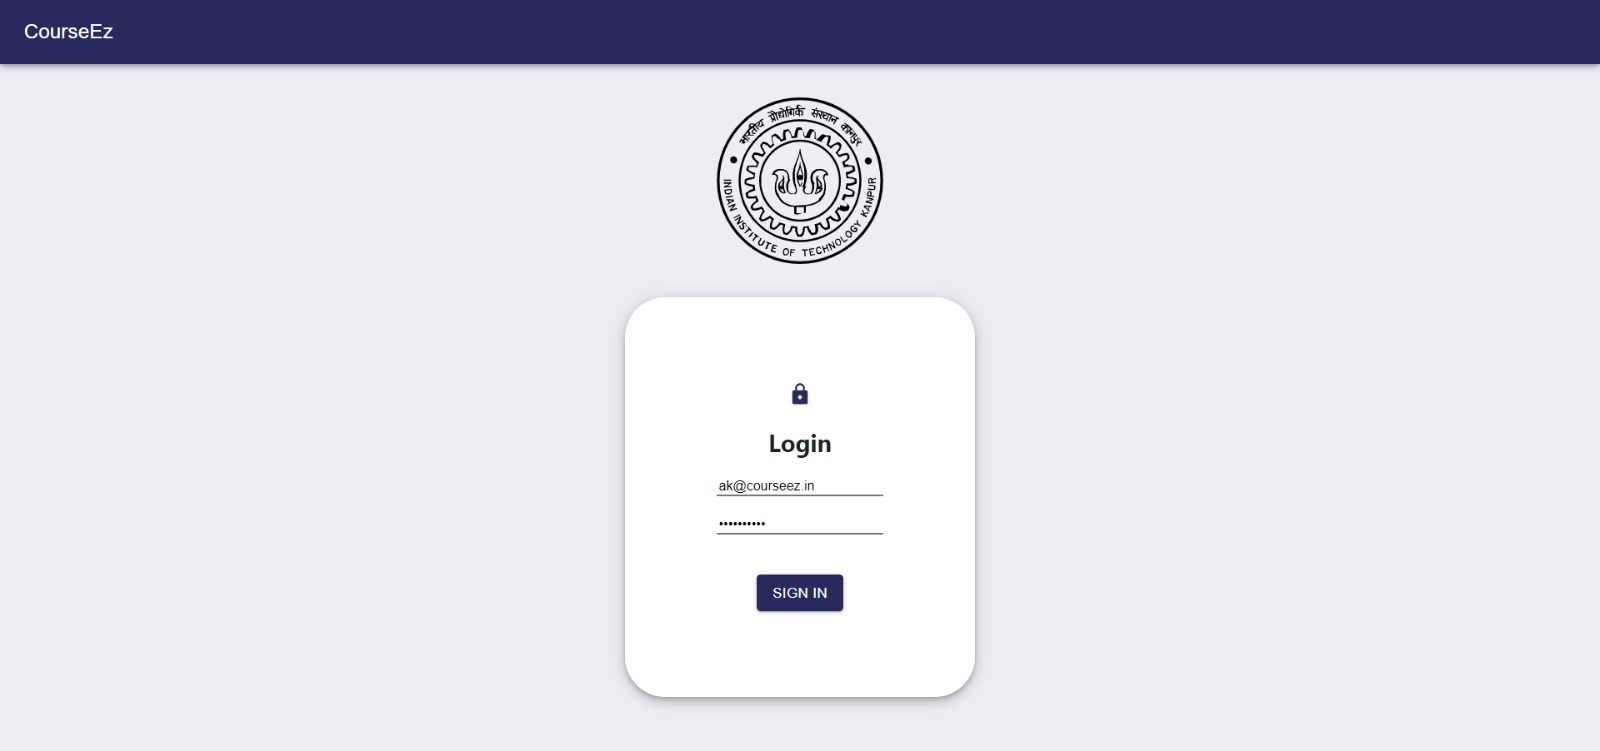 CourseEz
भारतीय प्रौद्योगिकी संस्थान कानपुर
INDIAN INSTITUTE OF TECHNOLOGY KANPUR
Login
ak@courseez.in
••••••••••
SIGN IN